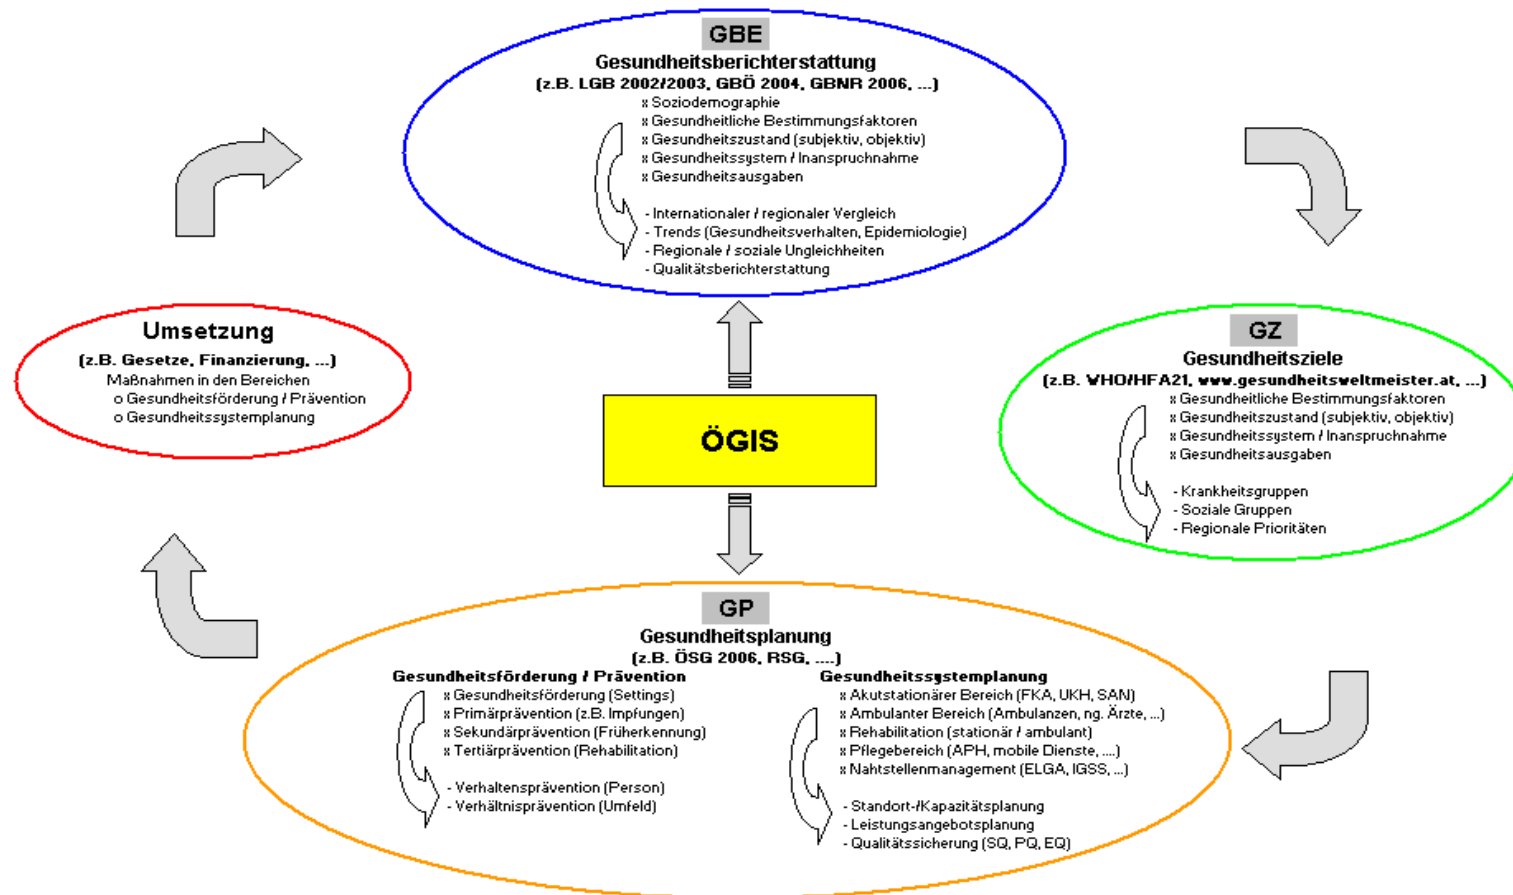 GBE
Gesundheitsberichterstattung
(z.B. LGB 2002/2003, GBÖ 2004, GBNR 2006, ...)
x Soziodemographie
x Gesundheitliche Bestimmungsfaktoren
x Gesundheitszustand (subjektiv, objektiv)
x Gesundheitssystem / Inanspruchnahme
x Gesundheitsausgaben
- Internationaler / regionaler Vergleich
- Trends (Gesundheitsverhalten, Epidemiologie)
- Regionale / soziale Ungleichheiten
- Qualitätsberichterstattung
Umsetzung
(z.B. Gesetze, Finanzierung, ...)
Maßnahmen in den Bereichen
o Gesundheitsförderung / Prävention
o Gesundheitssystemplanung
ÖGIS
GZ
Gesundheitsziele
(z.B. WHO/HFA21, www.gesundheitsweltmeister.at, ...)
x Gesundheitliche Bestimmungsfaktoren
x Gesundheitszustand (subjektiv, objektiv)
x Gesundheitssystem / Inanspruchnahme
x Gesundheitsausgaben
- Krankheitsgruppen
- Soziale Gruppen
- Regionale Prioritäten
GP
Gesundheitsplanung
(z.B. ÖSG 2006, RSG, ....)
Gesundheitsförderung / Prävention
x Gesundheitsförderung (Settings)
x Primärprävention (z.B. Impfungen)
x Sekundärprävention (Früherkennung)
x Tertiärprävention (Rehabilitation)
- Verhaltensprävention (Person)
- Verhältnisprävention (Umfeld)
Gesundheitssystemplanung
x Akutstationärer Bereich (FKA, UKH, SAN)
x Ambulanter Bereich (Ambulanzen, ng. Ärzte, ...)
x Rehabilitation (stationär / ambulant)
x Pflegebereich (APH, mobile Dienste, ....)
x Nahtstellenmanagement (ELGA, IGSS, ...)
- Standort-/Kapazitätsplanung
- Leistungsangebotsplanung
- Qualitätssicherung (SQ, PQ, EQ)